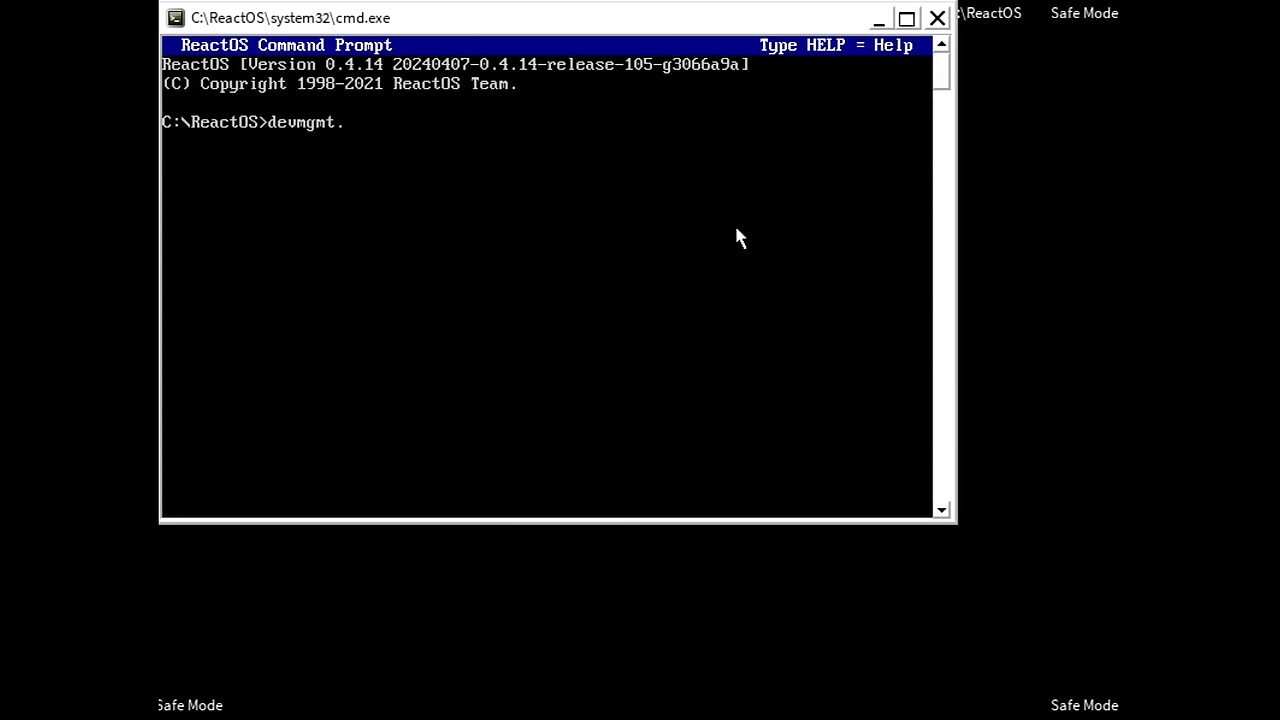 C:\ReactOS\system32\cmd.exe
:\ReactOS Safe Mode
ReactOS Command Prompt Type HELP = Help
ReactOS [Version 0.4.14 20240407-0.4.14-release-105-g3066a9a]
(C) Copyright 1998-2021 ReactOS Team.
C:\ReactOS>devmgmt.
Safe Mode Safe Mode